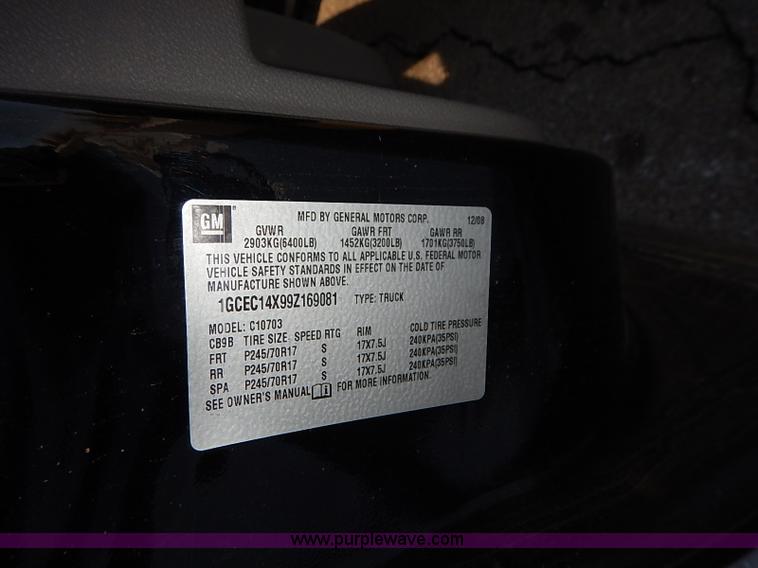 GM ®
MFD BY GENERAL MOTORS CORP. 12/08
GVWR GAWR FRT GAWR RR
2903KG(6400LB) 1452KG(3200LB) 1701KG(3750LB)
THIS VEHICLE CONFORMS TO ALL APPLICABLE U.S. FEDERAL MOTOR
VEHICLE SAFETY STANDARDS IN EFFECT ON THE DATE OF
MANUFACTURE SHOWN ABOVE.
1GCEC14X99Z169081 TYPE: TRUCK
MODEL: C10703
CB9B TIRE SIZE SPEED RTG RIM COLD TIRE PRESSURE
FRT P245/70R17 S 17X7.5J 240KPA(35PSI)
RR P245/70R17 S 17X7.5J 240KPA(35PSI)
SPA P245/70R17 S 17X7.5J 240KPA(35PSI)
SEE OWNER'S MANUAL i FOR MORE INFORMATION.
www.purplewave.com